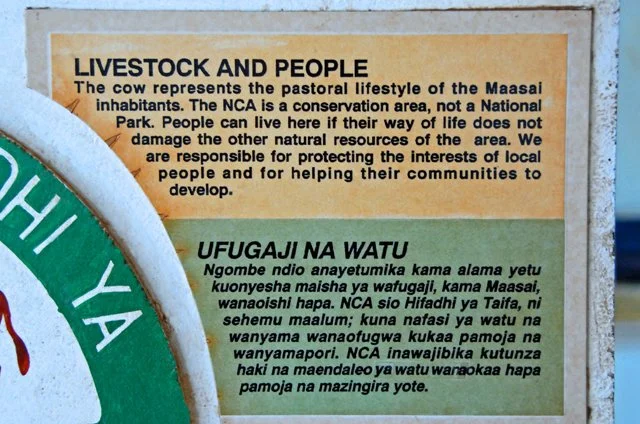 LIVESTOCK AND PEOPLE
The cow represents the pastoral lifestyle of the Maasai
inhabitants. The NCA is a conservation area, not a National
Park. People can live here if their way of life does not
damage the other natural resources of the area. We
are responsible for protecting the interests of local
people and for helping their communities to
develop.
UFUGAJI NA WATU
Ngombe ndio anayetumika kama alama yetu
kuonyesha maisha ya wafugaji, kama Maasai,
wanaoishi hapa. NCA sio Hifadhi ya Taifa, ni
sehemu maalum; kuna nafasi ya watu na
wanyama wanaofugwa kukaa pamoja na
wanyamapori. NCA inawajibika kutunza
haki na maendaleo ya watu wanaokaa hapa
pamoja na mazingira yote.
HI YA